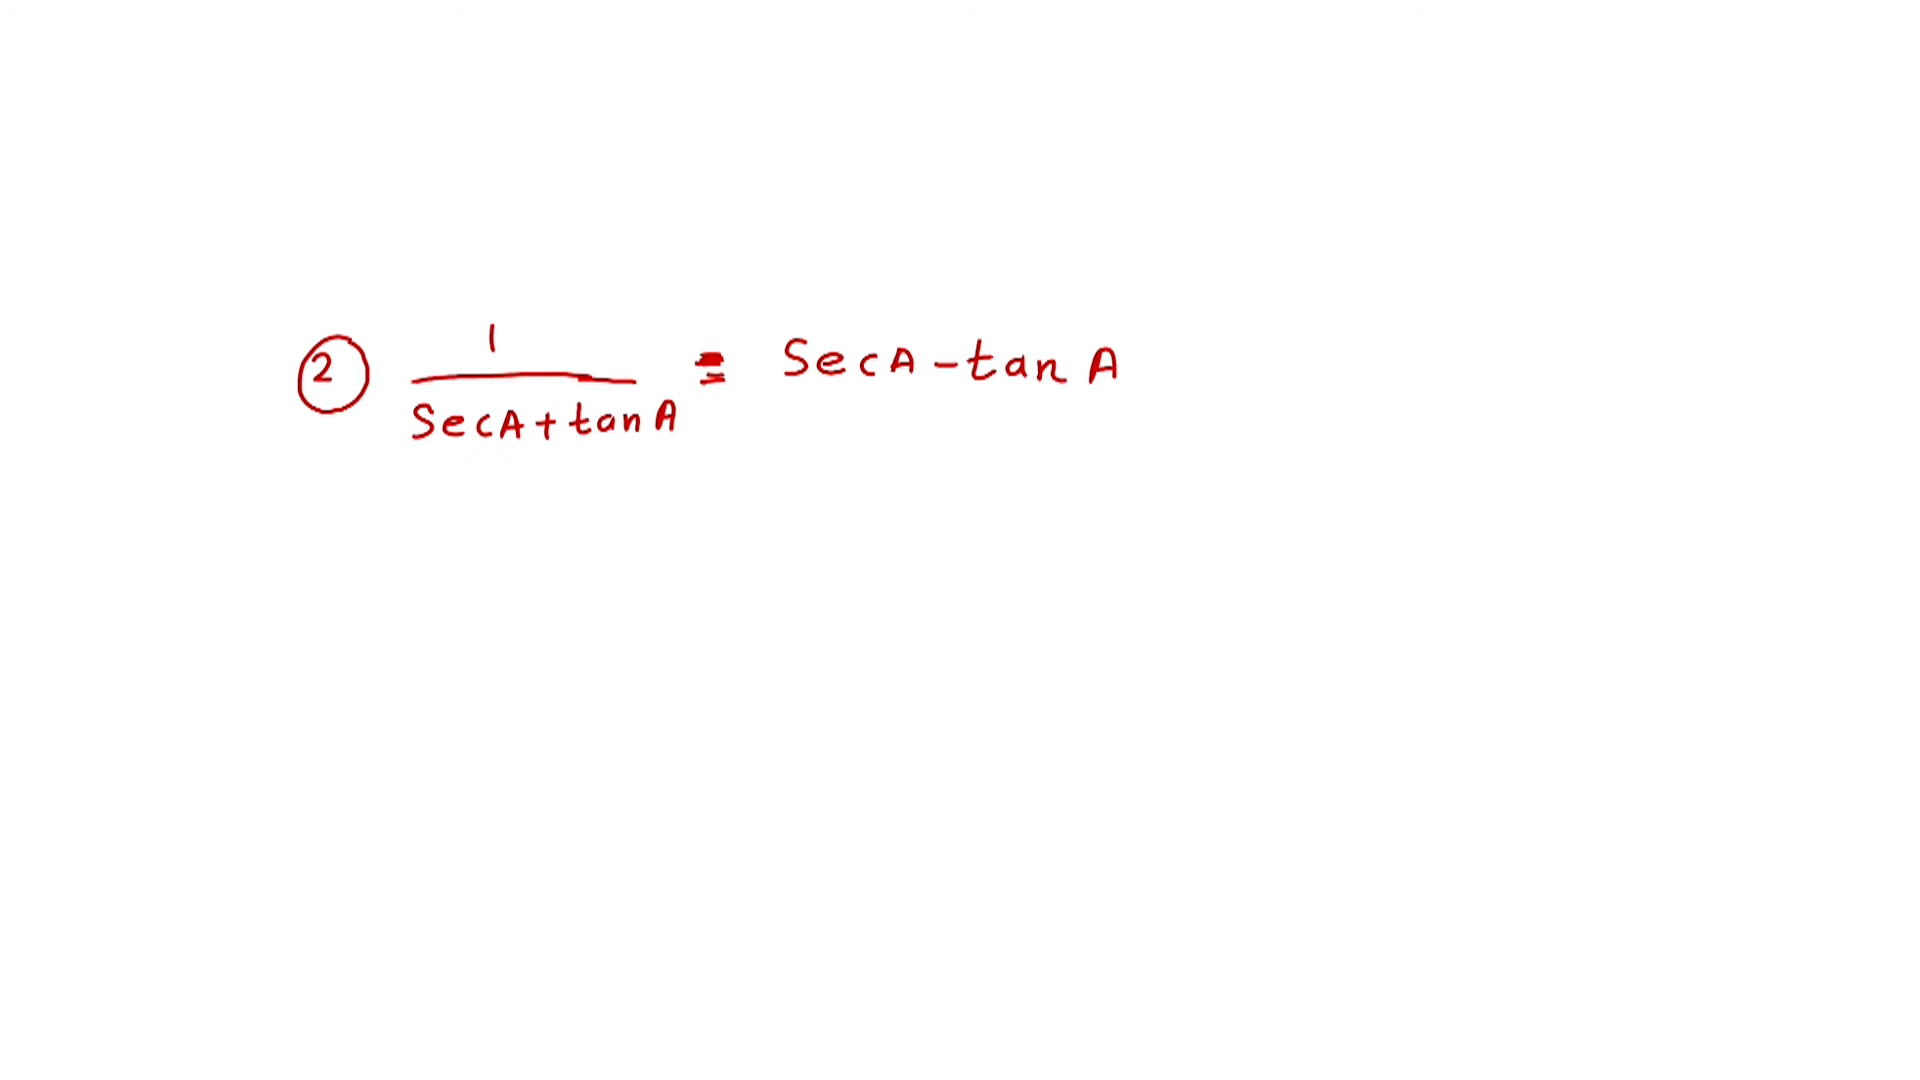 ② 1/(SecA+tanA) ≡ SecA-tanA